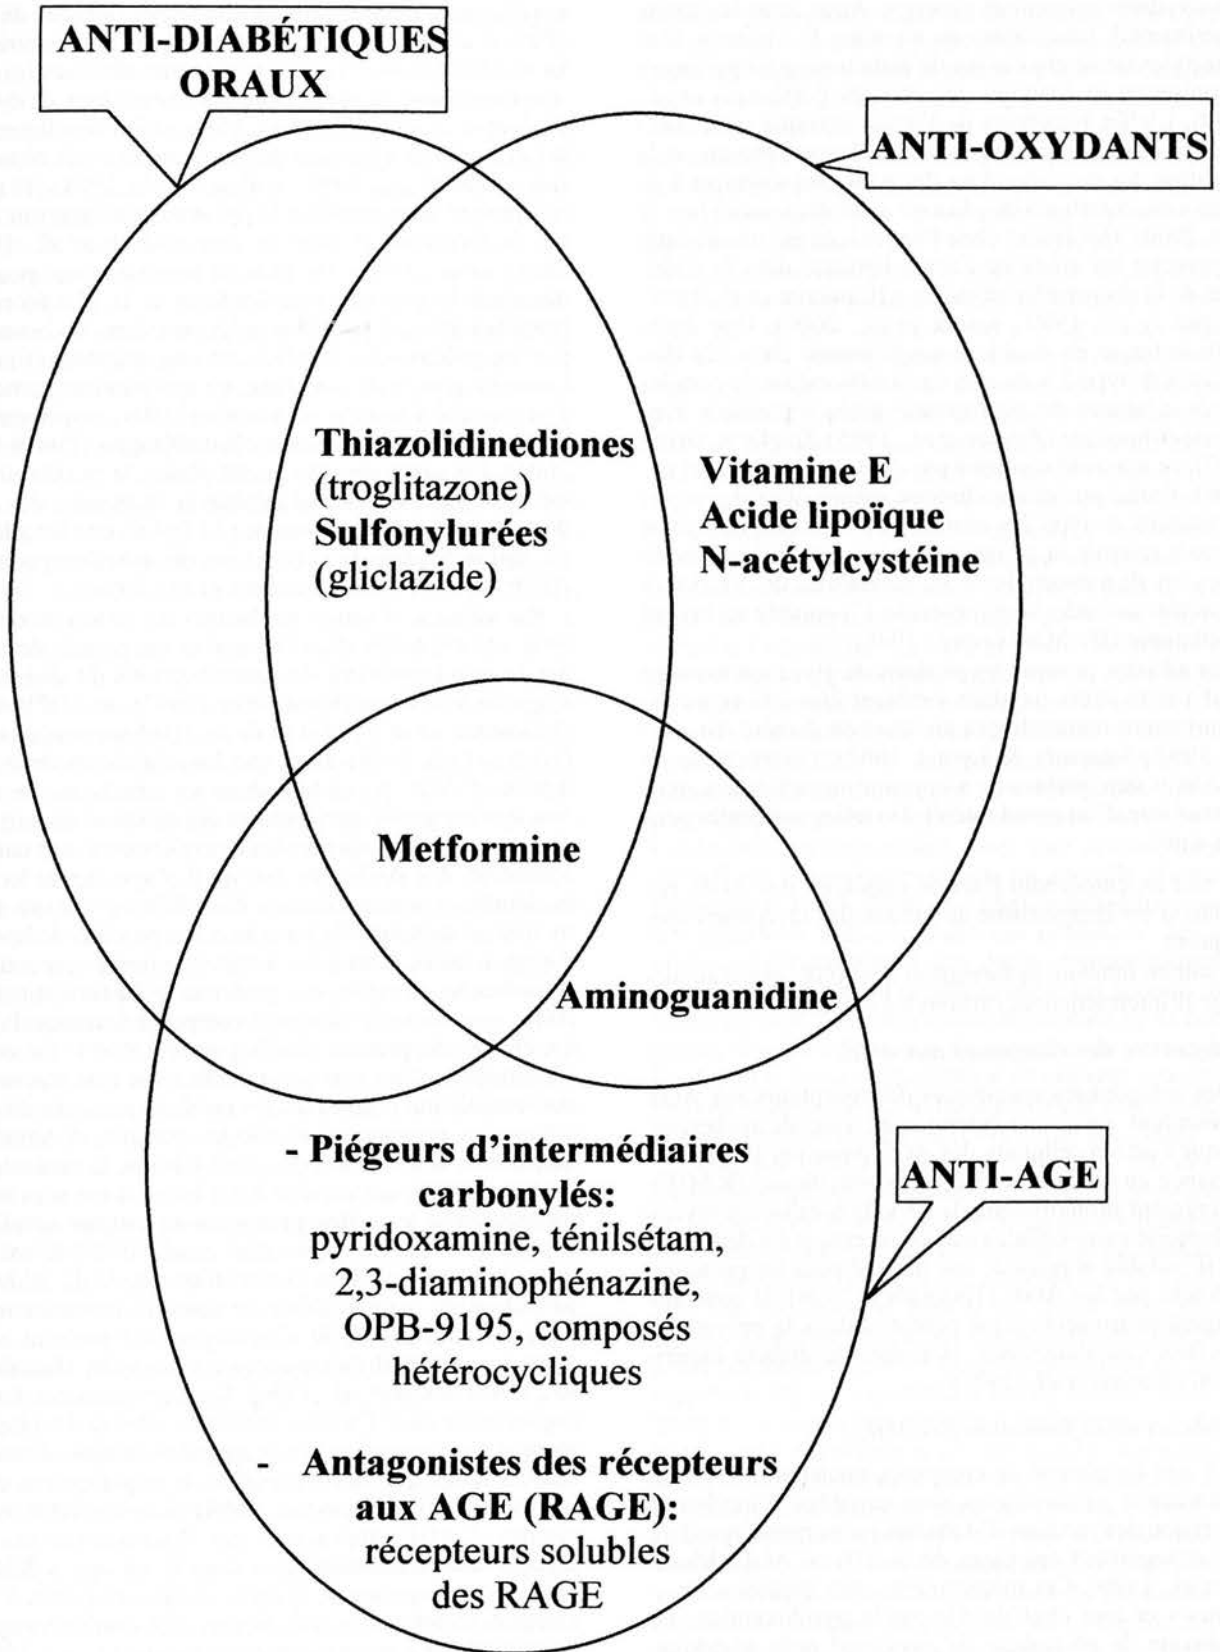 ANTI-DIABÉTIQUES
ORAUX
ANTI-OXYDANTS
Thiazolidinediones
(troglitazone)
Sulfonylurées
(gliclazide)
Vitamine E
Acide lipoïque
N-acétylcystéine
Metformine
Aminoguanidine
- Piégeurs d'intermédiaires
carbonylés:
pyridoxamine, ténilsétam,
2,3-diaminophénazine,
OPB-9195, composés
hétérocycliques
ANTI-AGE
- Antagonistes des récepteurs
aux AGE (RAGE):
récepteurs solubles
des RAGE